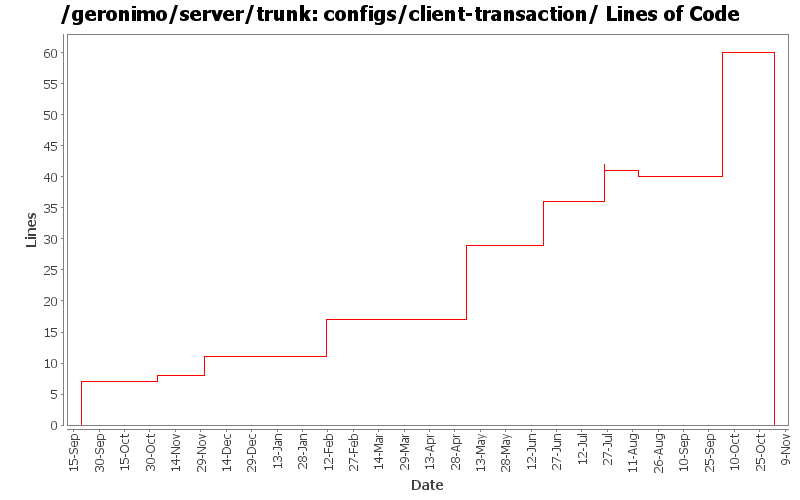 /geronimo/server/trunk: configs/client-transaction/ Lines of Code
60
55
50
45
40
35
30
25
20
15
10
5
0
Lines
15-Sep
30-Sep
15-Oct
30-Oct
14-Nov
29-Nov
14-Dec
29-Dec
13-Jan
28-Jan
12-Feb
27-Feb
14-Mar
29-Mar
13-Apr
28-Apr
13-May
28-May
12-Jun
27-Jun
12-Jul
27-Jul
11-Aug
26-Aug
10-Sep
25-Sep
10-Oct
25-Oct
9-Nov
Date